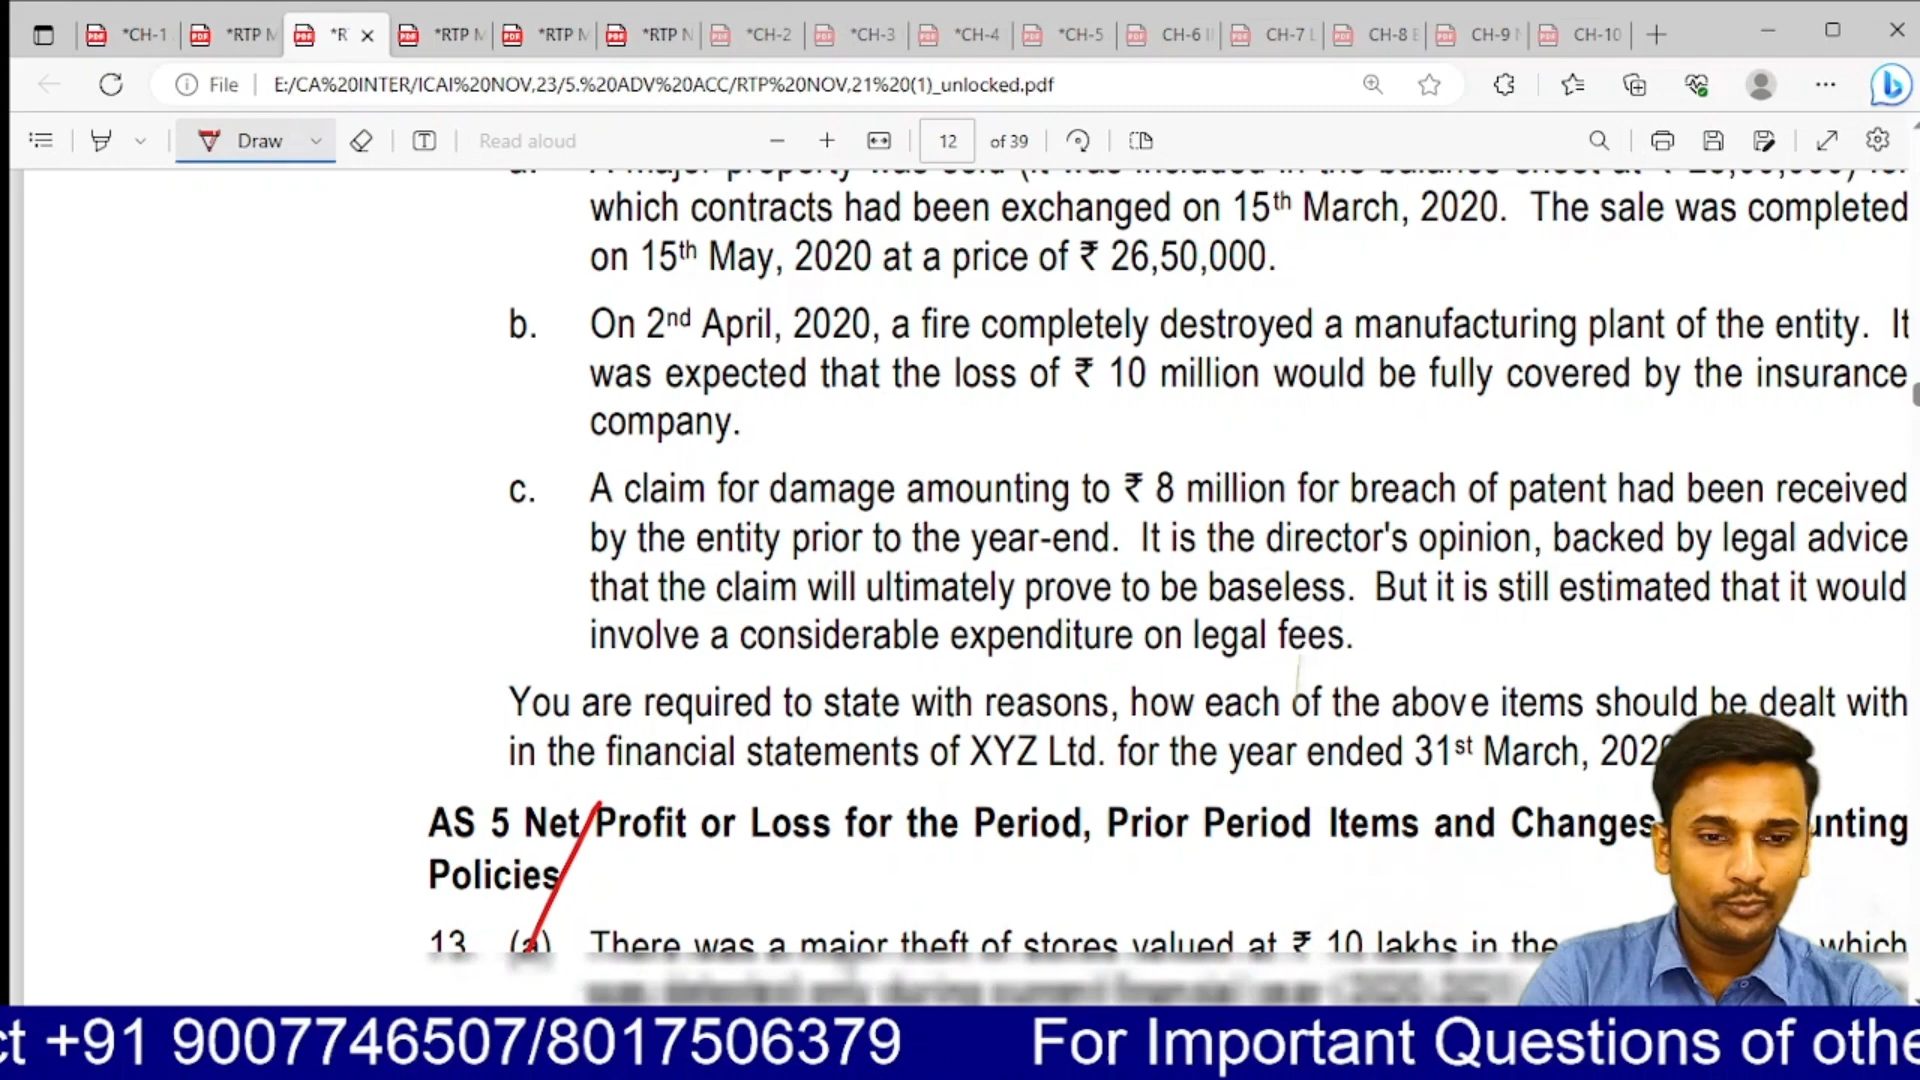 *CH-1 *RTP M *R *RTP M *RTP M *RTP N *CH-2 *CH-3 *CH-4 *CH-5 CH-6 CH-7 L CH-8 CH-9 CH-10
File E:/CA%20INTER/ICAI%20NOV,23/5.%20ADV%20ACC/RTP%20NOV,21%20(1)_unlocked.pdf
Draw Read aloud 12 of 39
which contracts had been exchanged on 15th March, 2020. The sale was completed
on 15th May, 2020 at a price of ₹ 26,50,000.
b. On 2nd April, 2020, a fire completely destroyed a manufacturing plant of the entity. It
was expected that the loss of ₹ 10 million would be fully covered by the insurance
company.
c. A claim for damage amounting to ₹ 8 million for breach of patent had been received
by the entity prior to the year-end. It is the director's opinion, backed by legal advice
that the claim will ultimately prove to be baseless. But it is still estimated that it would
involve a considerable expenditure on legal fees.
You are required to state with reasons, how each of the above items should be dealt with
in the financial statements of XYZ Ltd. for the year ended 31st March, 202
AS 5 Net Profit or Loss for the Period, Prior Period Items and Changes unting
Policies
13. (a) There was a major theft of stores valued at ₹ 10 lakhs in the which
ct +91 9007746507/8017506379 For Important Questions of othe